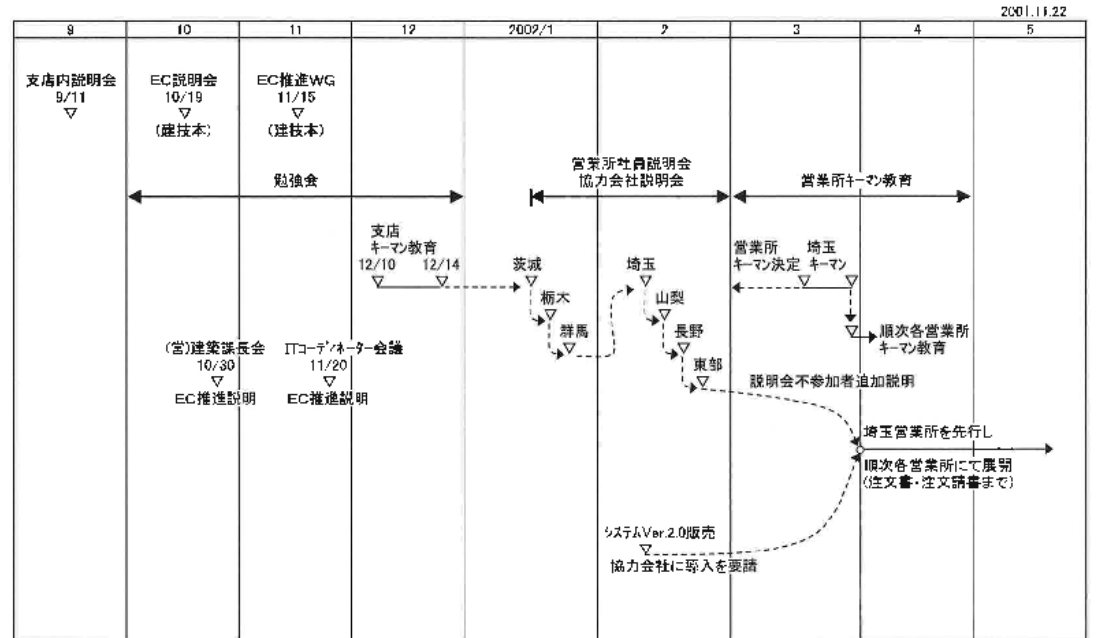 2001.11.22
9 10 11 12 2002/1 2 3 4 5
支店内説明会
9/11
EC説明会
10/19
(建技本)
EC推進WG
11/15
(建技本)
勉強会
営業所社員説明会
協力会社説明会
営業所キーマン教育
支店
キーマン教育
12/10 12/14
茨城
栃木
群馬
埼玉
山梨
長野
東部
営業所
キーマン決定
埼玉
キーマン
順次各営業所
キーマン教育
(営)建築課長会
10/30
EC推進説明
ITコーデネーター会議
11/20
EC推進説明
説明会不参加者追加説明
埼玉営業所を先行し
順次各営業所にて展開
(注文書・注文請書まで)
システムVer.2.0販売
協力会社に導入を要請